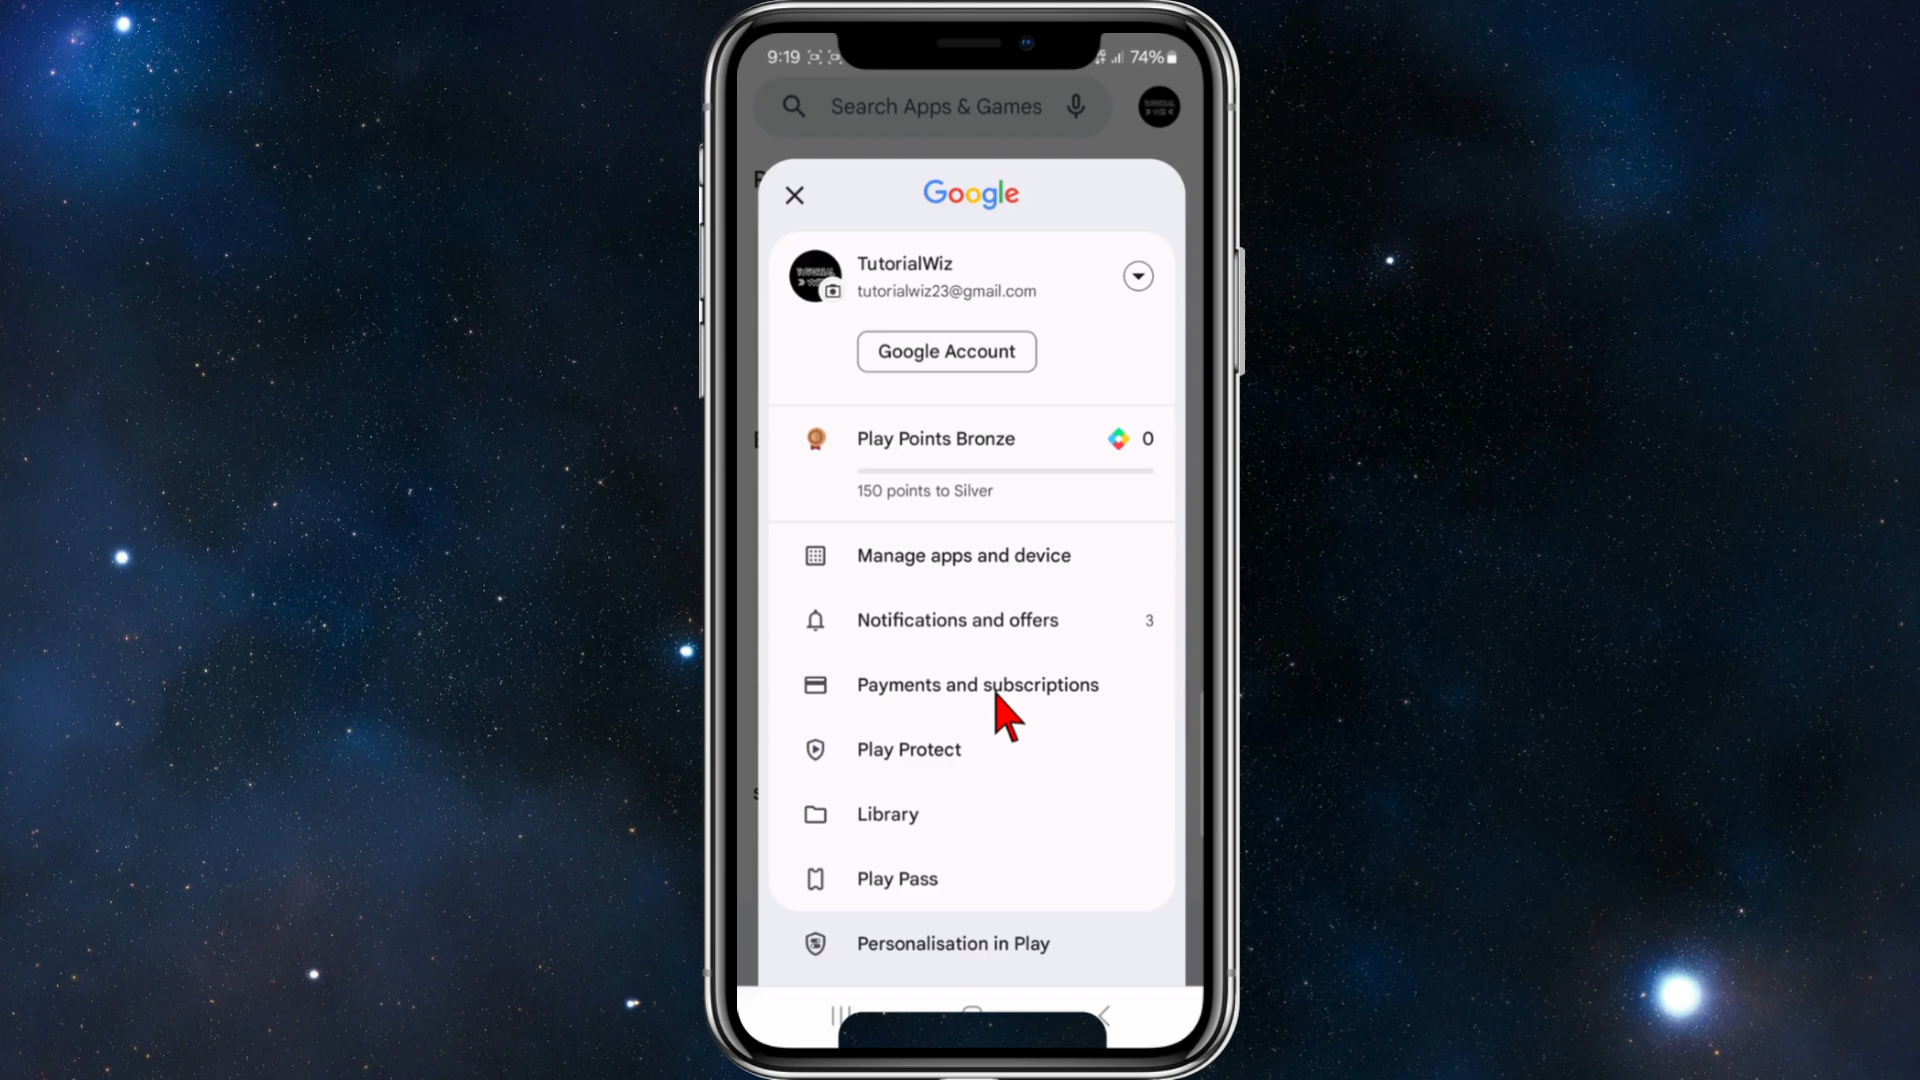 9:19 74%
Search Apps & Games
Google
TutorialWiz
tutorialwiz23@gmail.com
Google Account
Play Points Bronze 0
150 points to Silver
Manage apps and device
Notifications and offers 3
Payments and subscriptions
Play Protect
Library
Play Pass
Personalisation in Play